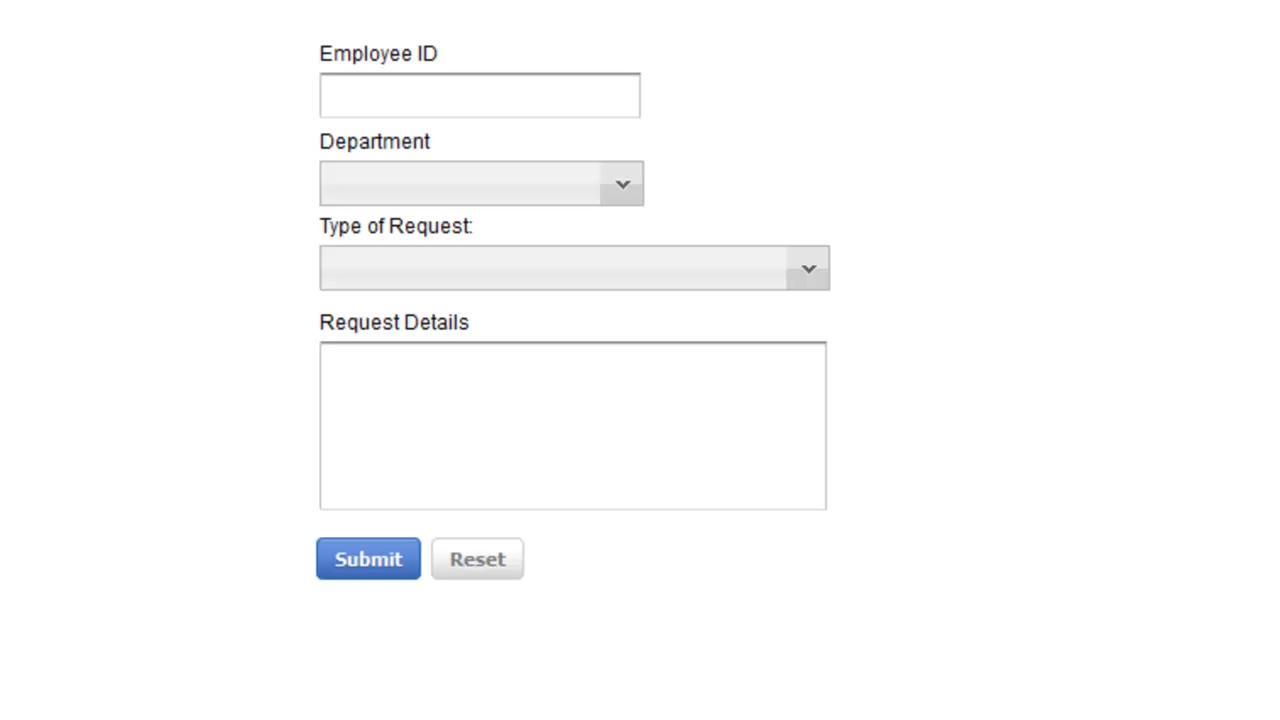 Employee ID
Department
Type of Request:
Request Details
Submit Reset